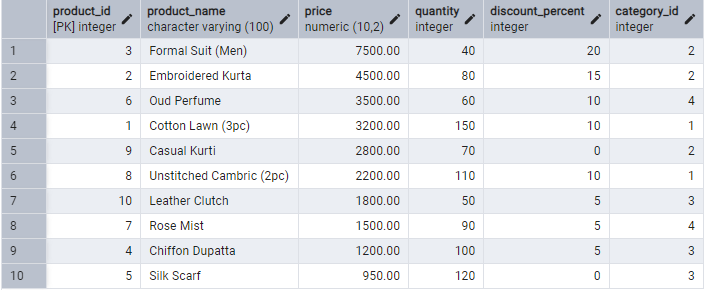 product_id product_name price quantity discount_percent category_id
[PK] integer character varying (100) numeric (10,2) integer integer integer
1 3 Formal Suit (Men) 7500.00 40 20 2
2 2 Embroidered Kurta 4500.00 80 15 2
3 6 Oud Perfume 3500.00 60 10 4
4 1 Cotton Lawn (3pc) 3200.00 150 10 1
5 9 Casual Kurti 2800.00 70 0 2
6 8 Unstitched Cambric (2pc) 2200.00 110 10 1
7 10 Leather Clutch 1800.00 50 5 3
8 7 Rose Mist 1500.00 90 5 4
9 4 Chiffon Dupatta 1200.00 100 5 3
10 5 Silk Scarf 950.00 120 0 3